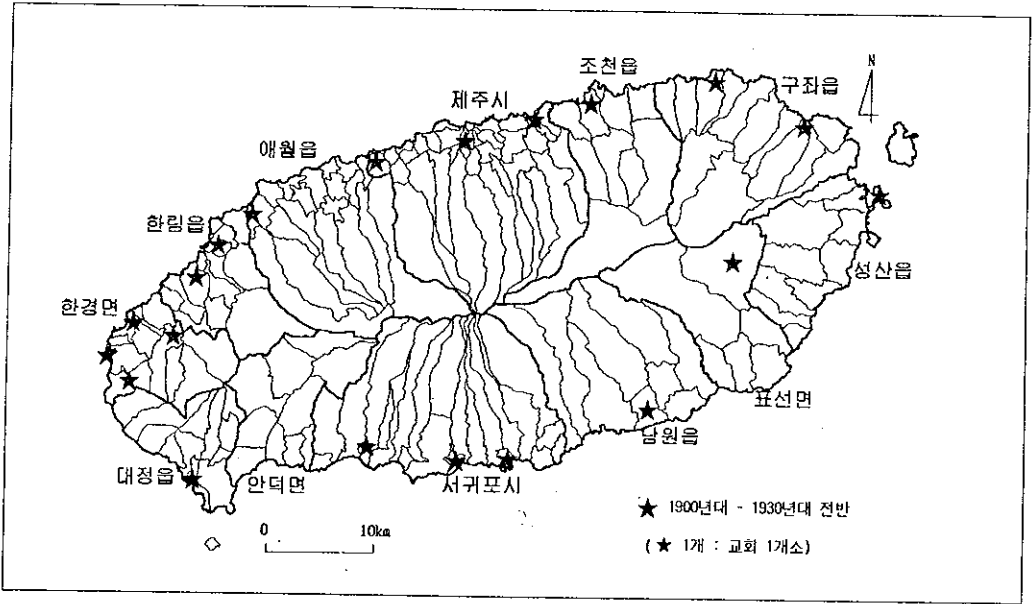 조천읍
N
구좌읍
제주시
애월읍
한림읍
성산읍
한경면
표선면
남원읍
대정읍
안덕면
서귀포시
★ 1900년대 - 1930년대 전반
0 10km
( ★ 1개 : 교회 1개소)